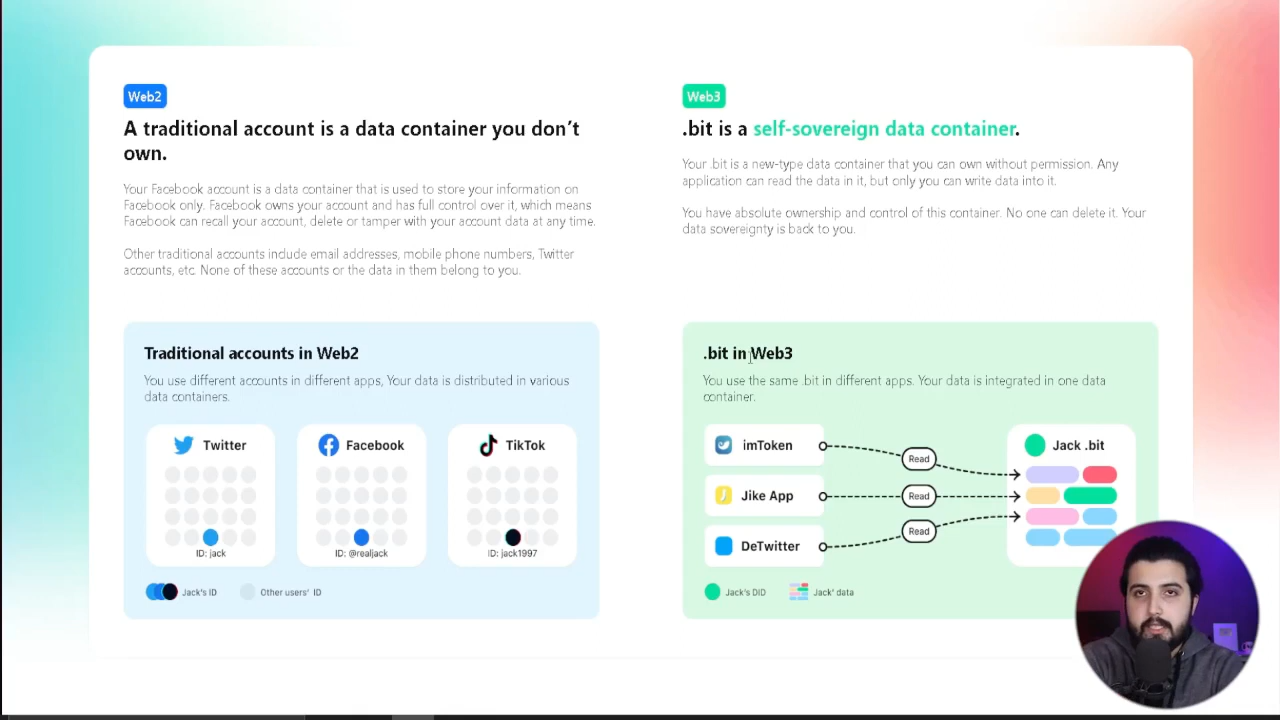 Web2
A traditional account is a data container you don't
own.
Your Facebook account is a data container that is used to store your information on
Facebook only. Facebook owns your account and has full control over it, which means
Facebook can recall your account, delete or tamper with your account data at any time.
Other traditional accounts include email addresses, mobile phone numbers, Twitter
accounts, etc. None of these accounts or the data in them belong to you.
Traditional accounts in Web2
You use different accounts in different apps, Your data is distributed in various
data containers.
Twitter
ID: jack
Facebook
ID: @realjack
TikTok
ID: jack1997
Jack's ID
Other users' ID
Web3
.bit is a self-sovereign data container.
Your .bit is a new-type data container that you can own without permission. Any
application can read the data in it, but only you can write data into it.
You have absolute ownership and control of this container. No one can delete it. Your
data sovereignty is back to you.
.bit in Web3
You use the same .bit in different apps. Your data is integrated in one data
container.
imToken
Read
Jike App
Read
DeTwitter
Read
Jack .bit
Jack's DID
Jack' data